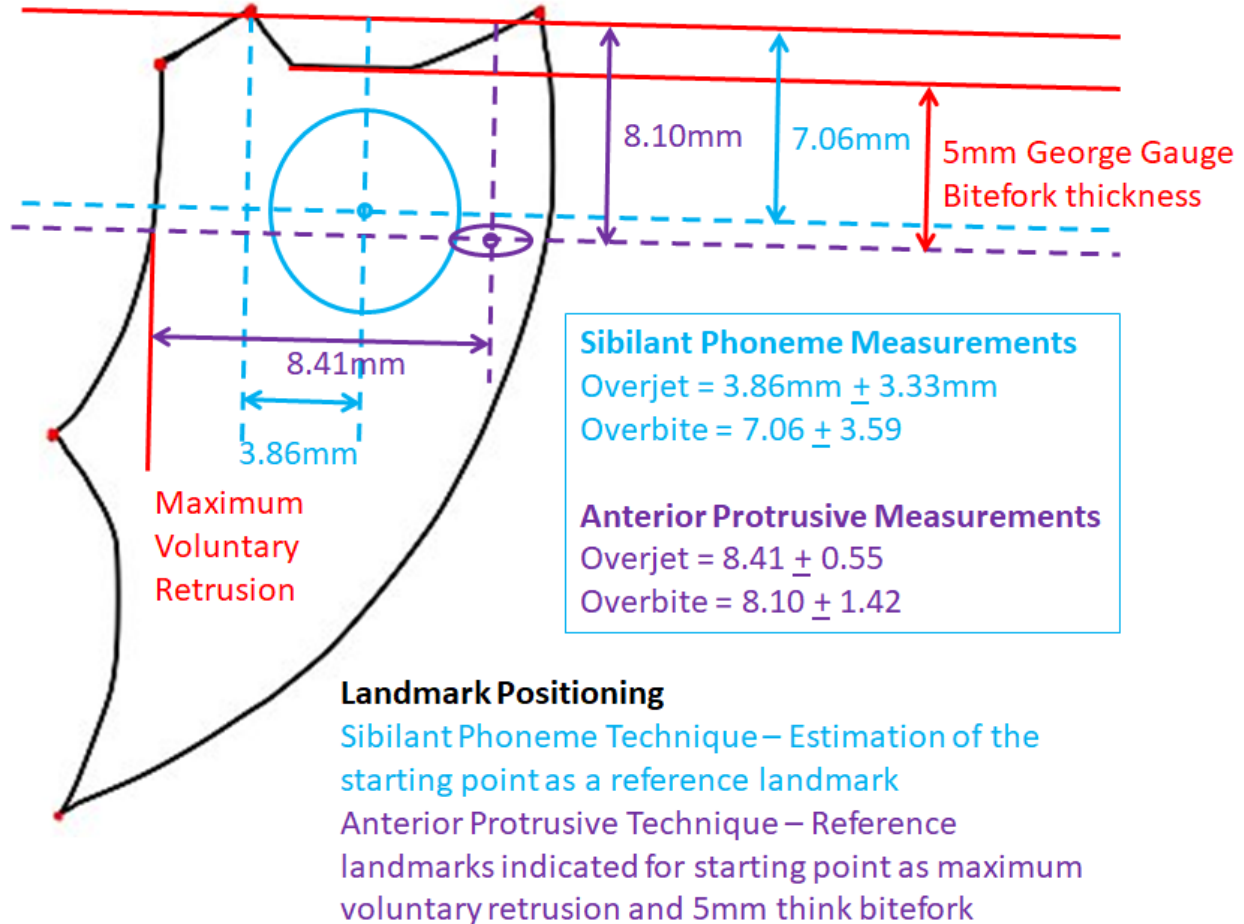 8.10mm
7.06mm
5mm George Gauge
Bitefork thickness
8.41mm
3.86mm
Maximum
Voluntary
Retrusion
Sibilant Phoneme Measurements
Overjet = 3.86mm ± 3.33mm
Overbite = 7.06 ± 3.59
Anterior Protrusive Measurements
Overjet = 8.41 ± 0.55
Overbite = 8.10 ± 1.42
Landmark Positioning
Sibilant Phoneme Technique – Estimation of the
starting point as a reference landmark
Anterior Protrusive Technique – Reference
landmarks indicated for starting point as maximum
voluntary retrusion and 5mm think bitefork